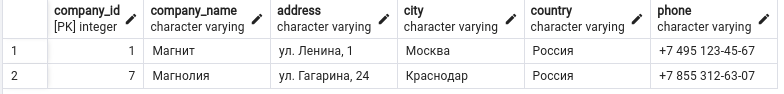 company_id company_name address city country phone
[PK] integer character varying character varying character varying character varying character varying
1 1 Магнит ул. Ленина, 1 Москва Россия +7 495 123-45-67
2 7 Магнолия ул. Гагарина, 24 Краснодар Россия +7 855 312-63-07